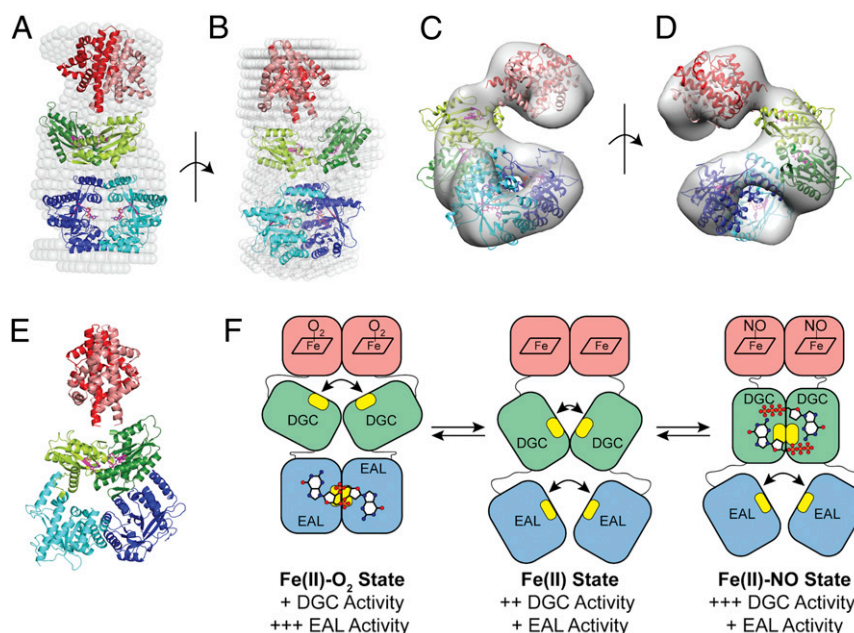 A
B
C
D
E
F
O2
O2
Fe
Fe
DGC
DGC
EAL
EAL
Fe(II)-O2 State
+ DGC Activity
+++ EAL Activity
Fe
Fe
DGC
DGC
EAL
EAL
Fe(II) State
++ DGC Activity
+ EAL Activity
NO
NO
Fe
Fe
DGC
DGC
EAL
EAL
Fe(II)-NO State
+++ DGC Activity
+ EAL Activity